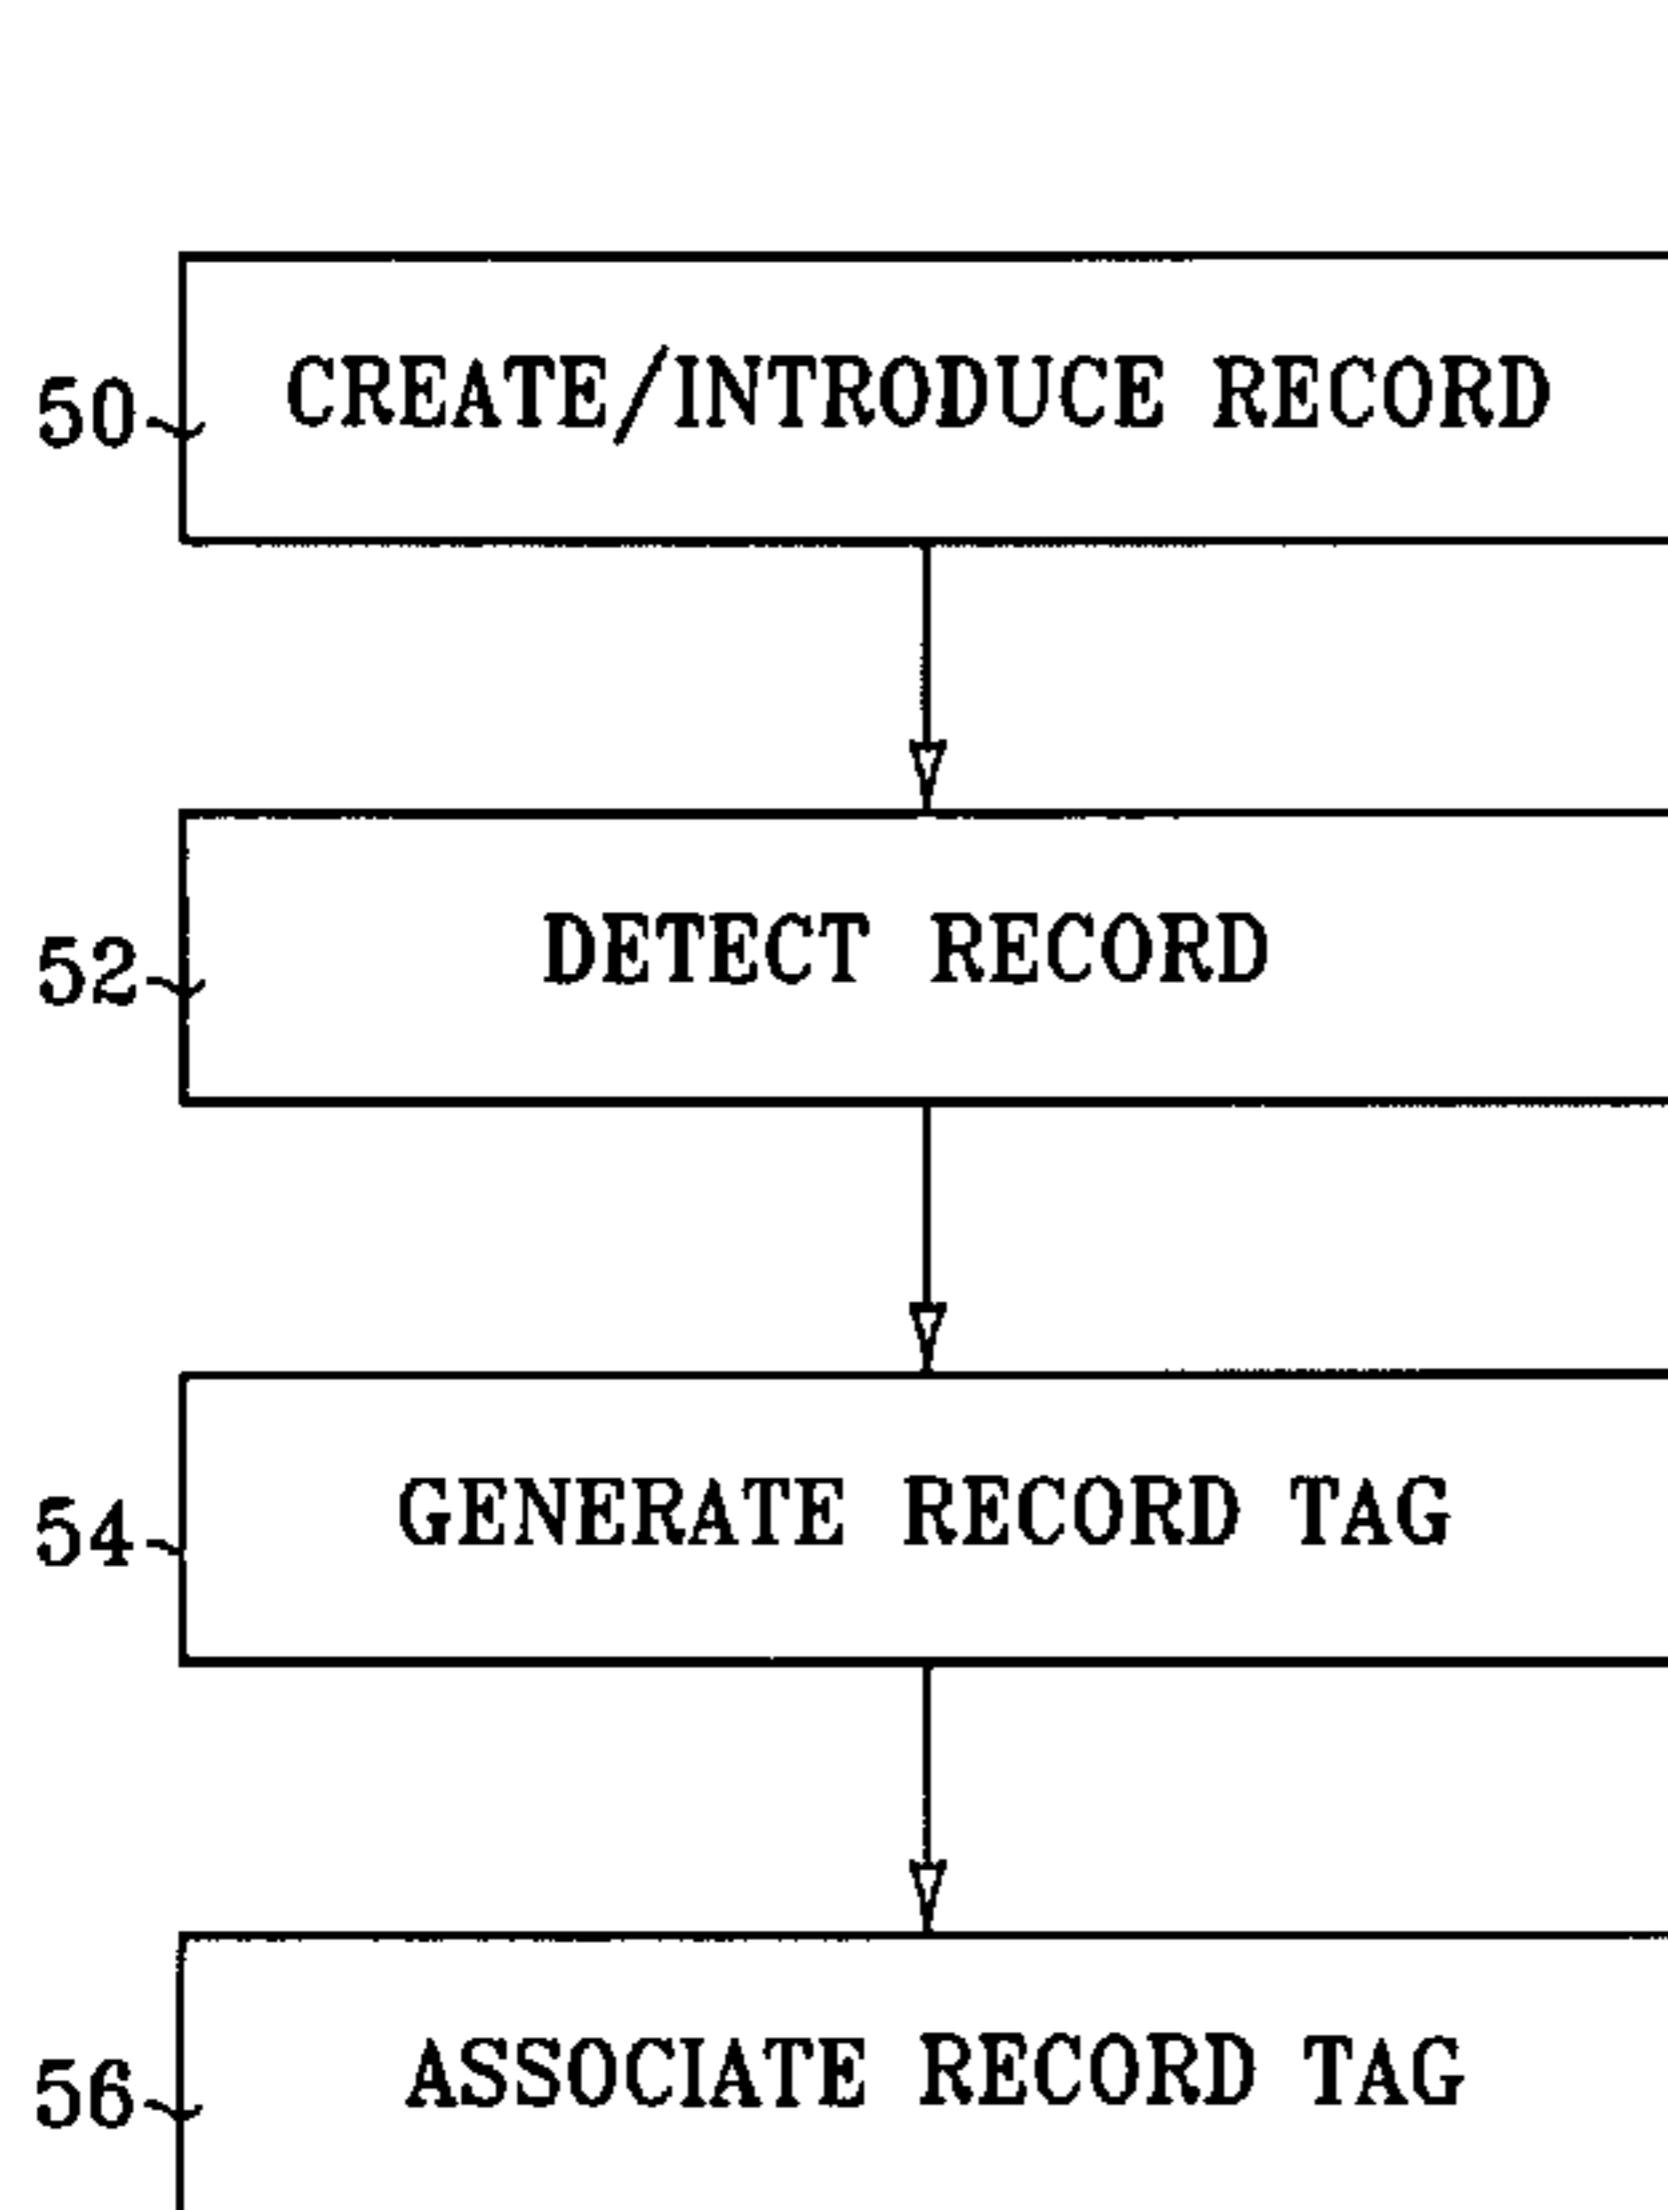 50 CREATE/INTRODUCE RECORD
52 DETECT RECORD
54 GENERATE RECORD TAG
56 ASSOCIATE RECORD TAG